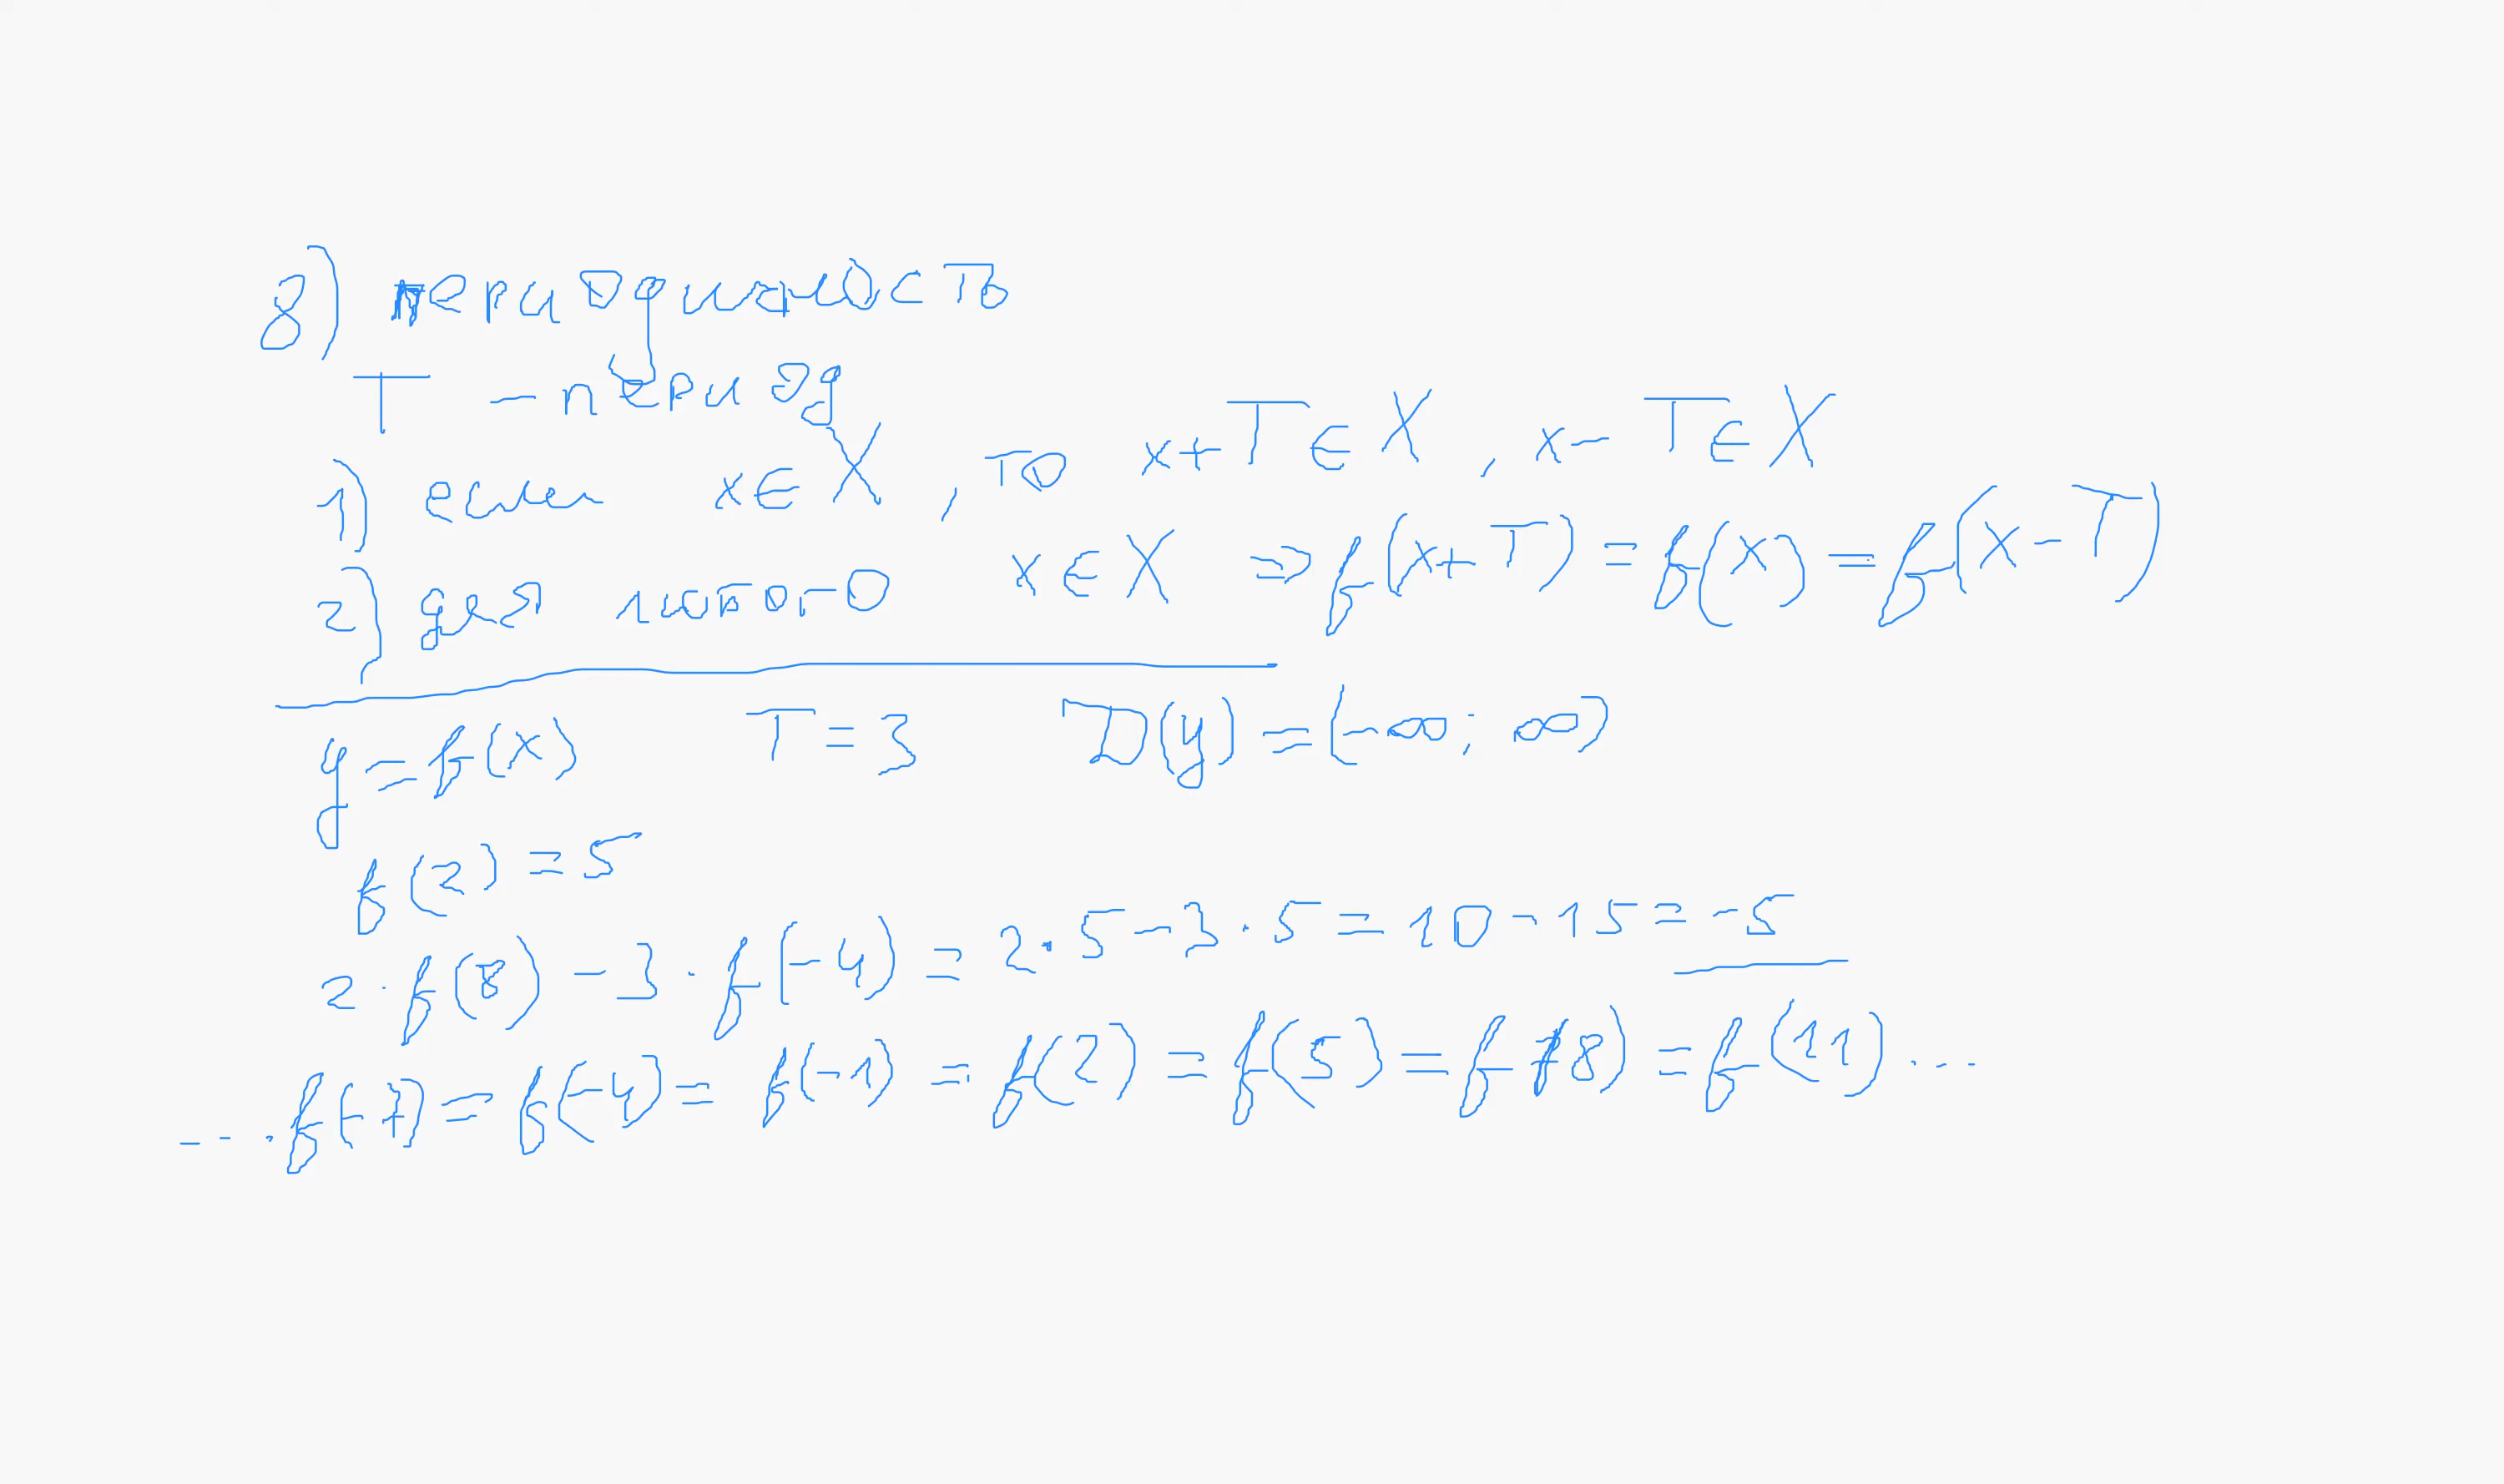 8) периодичность
T - период
1) если x ∈ X, то x+T ∈ X, x-T ∈ X
2) для любого x ∈ X => f(x+T) = f(x) = f(x-T)
y = f(x) T = 3 D(y) = (-∞; ∞)
f(2) = 5
2 · f(8) - 3 · f(-4) = 2 · 5 - 3 · 5 = 10 - 15 = -5
... f(-7) = f(-4) = f(-1) = f(2) = f(5) = f(8) = f(11) ...